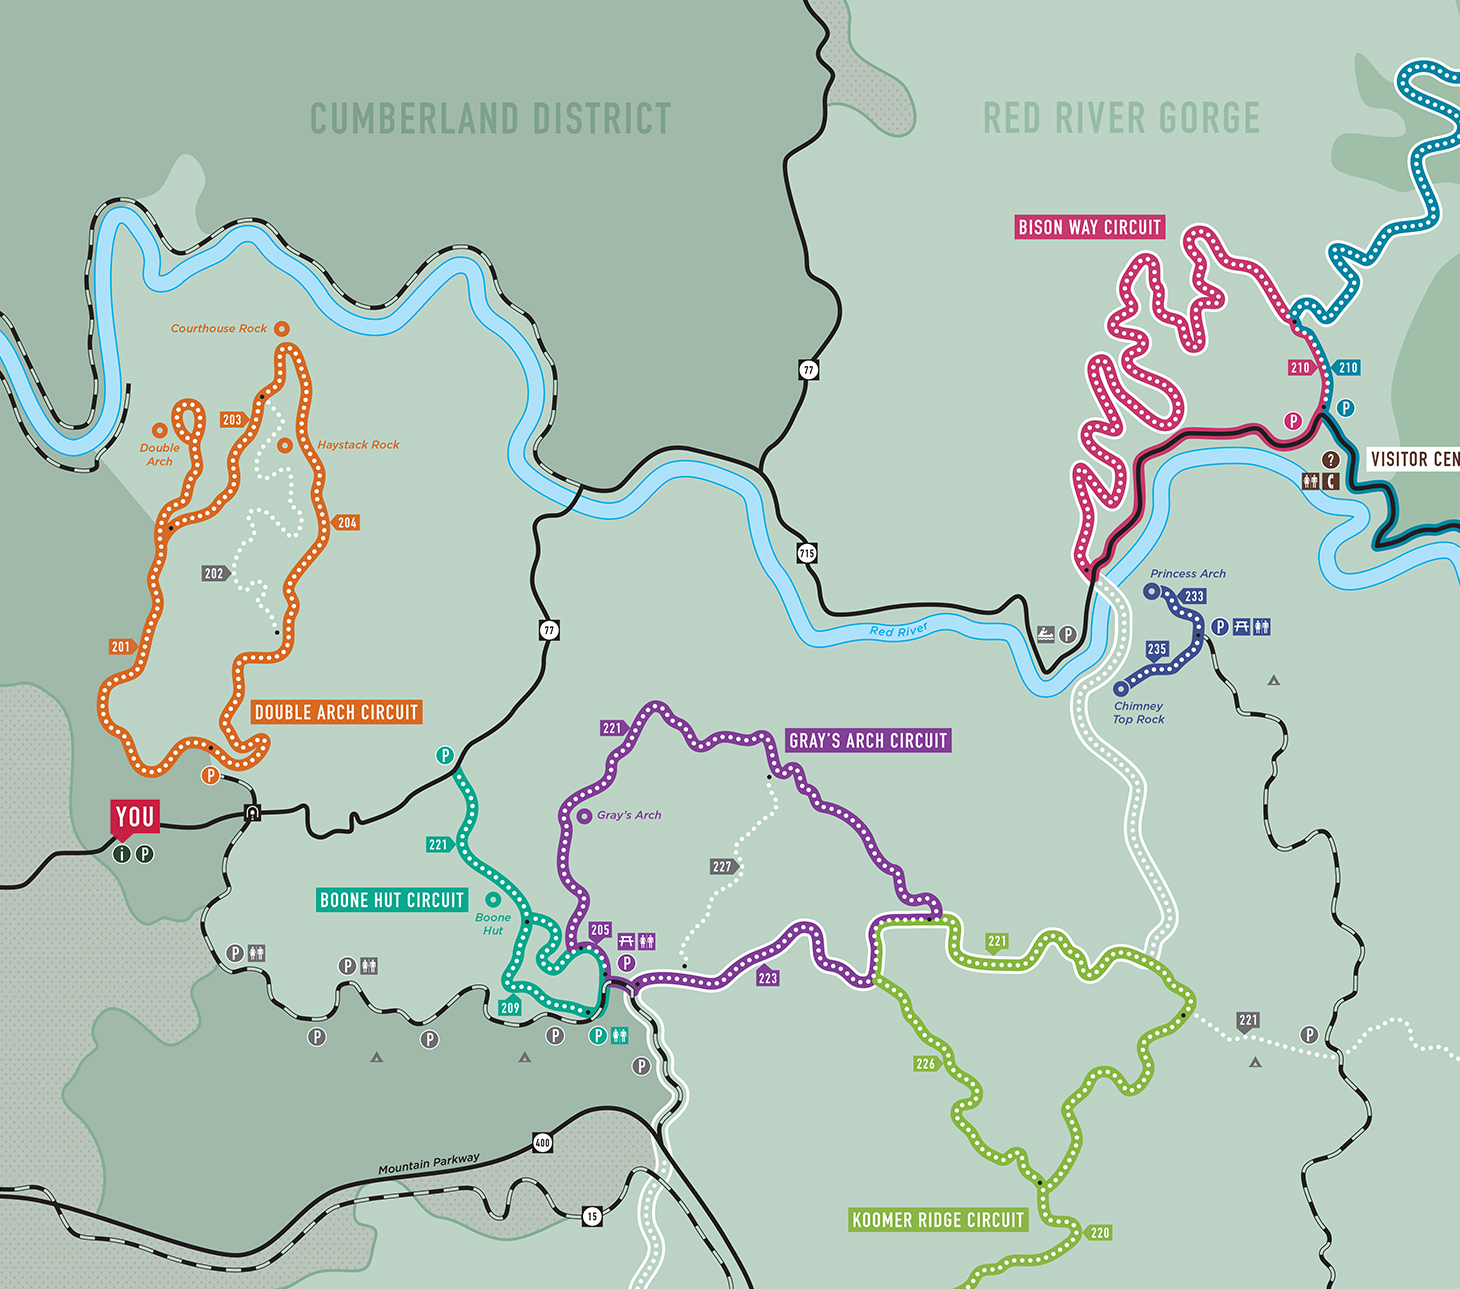 CUMBERLAND DISTRICT
RED RIVER GORGE
BISON WAY CIRCUIT
Courthouse Rock
77
210
210
P
P
203
Double
Arch
Haystack Rock
?
C
VISITOR CEN
204
715
202
Princess Arch
233
77
Red River
P
P
201
235
DOUBLE ARCH CIRCUIT
Chimney
Top Rock
221
GRAY'S ARCH CIRCUIT
P
P
YOU
i
P
Gray's Arch
221
227
BOONE HUT CIRCUIT
Boone
Hut
205
221
P
P
P
223
209
P
P
P
P
221
P
P
226
400
Mountain Parkway
15
KOOMER RIDGE CIRCUIT
220